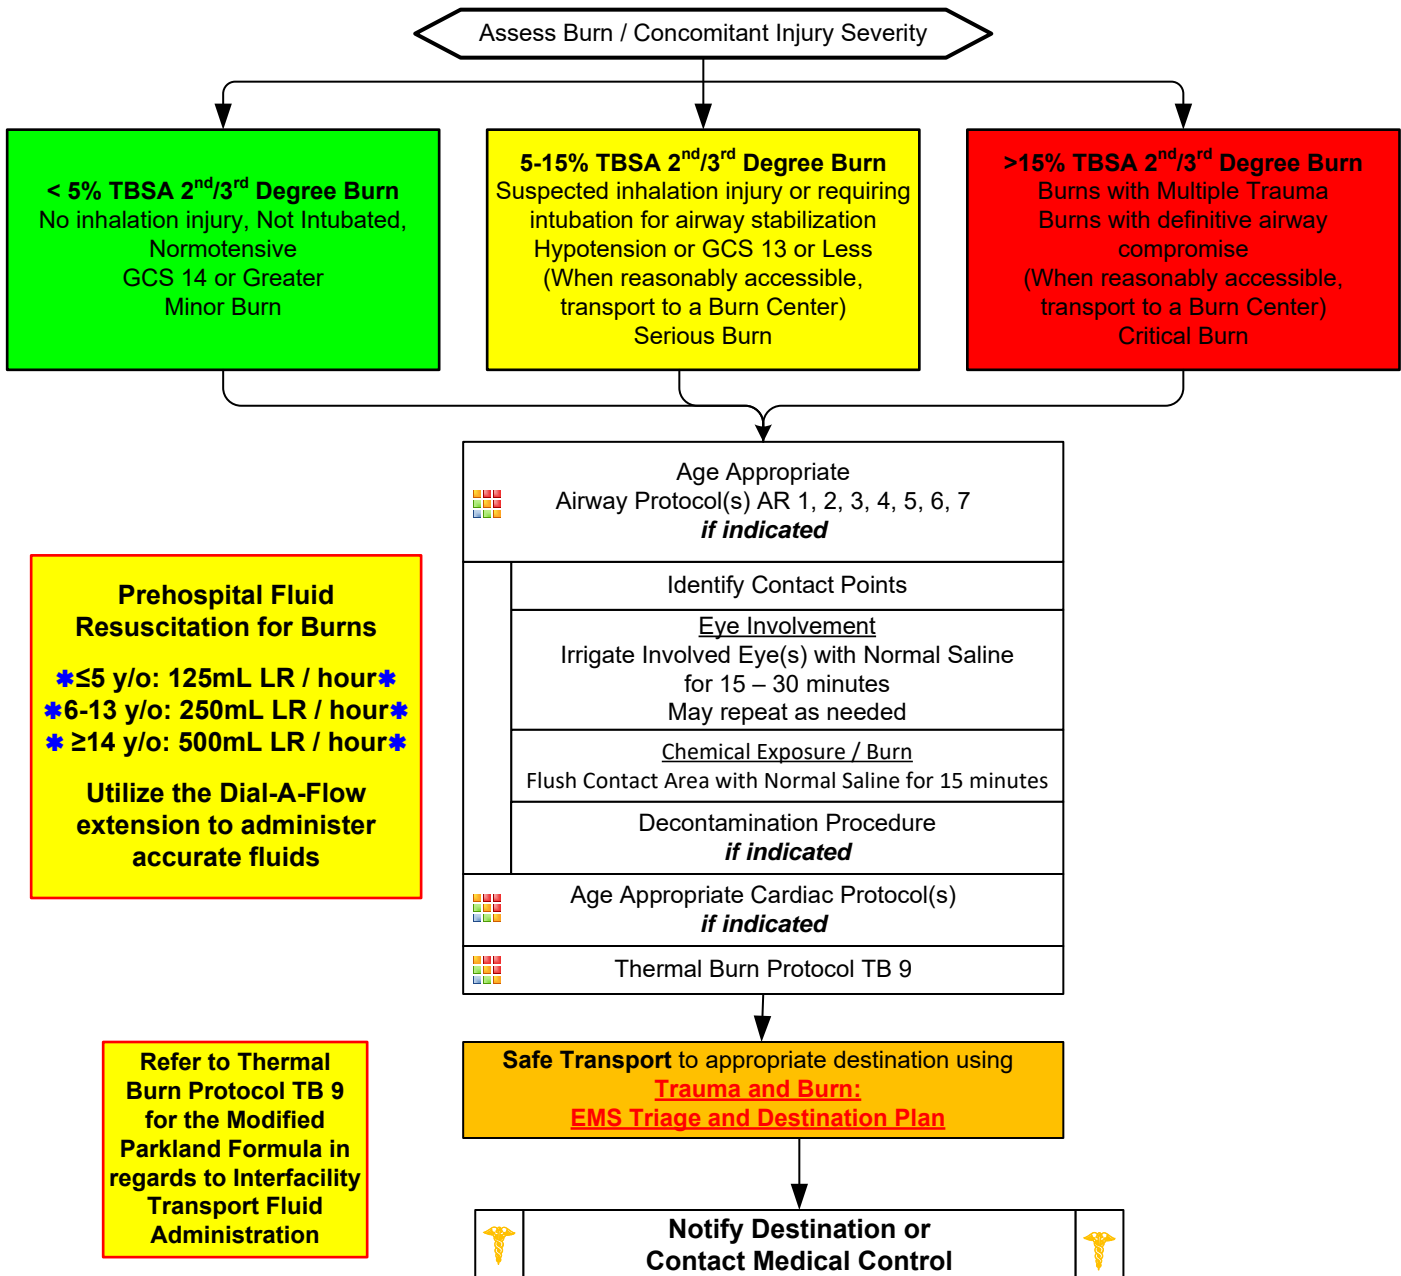 Assess Burn / Concomitant Injury Severity
< 5% TBSA 2nd/3rd Degree Burn
No inhalation injury, Not Intubated,
Normotensive
GCS 14 or Greater
Minor Burn
5-15% TBSA 2nd/3rd Degree Burn
Suspected inhalation injury or requiring
intubation for airway stabilization
Hypotension or GCS 13 or Less
(When reasonably accessible,
transport to a Burn Center)
Serious Burn
>15% TBSA 2nd/3rd Degree Burn
Burns with Multiple Trauma
Burns with definitive airway
compromise
(When reasonably accessible,
transport to a Burn Center)
Critical Burn
Age Appropriate
Airway Protocol(s) AR 1, 2, 3, 4, 5, 6, 7
if indicated
Identify Contact Points
Eye Involvement
Irrigate Involved Eye(s) with Normal Saline
for 15 – 30 minutes
May repeat as needed
Chemical Exposure / Burn
Flush Contact Area with Normal Saline for 15 minutes
Decontamination Procedure
if indicated
Age Appropriate Cardiac Protocol(s)
if indicated
Thermal Burn Protocol TB 9
Prehospital Fluid
Resuscitation for Burns
*≤5 y/o: 125mL LR / hour*
*6-13 y/o: 250mL LR / hour*
* ≥14 y/o: 500mL LR / hour*
Utilize the Dial-A-Flow
extension to administer
accurate fluids
Refer to Thermal
Burn Protocol TB 9
for the Modified
Parkland Formula in
regards to Interfacility
Transport Fluid
Administration
Safe Transport to appropriate destination using
Trauma and Burn:
EMS Triage and Destination Plan
Notify Destination or
Contact Medical Control